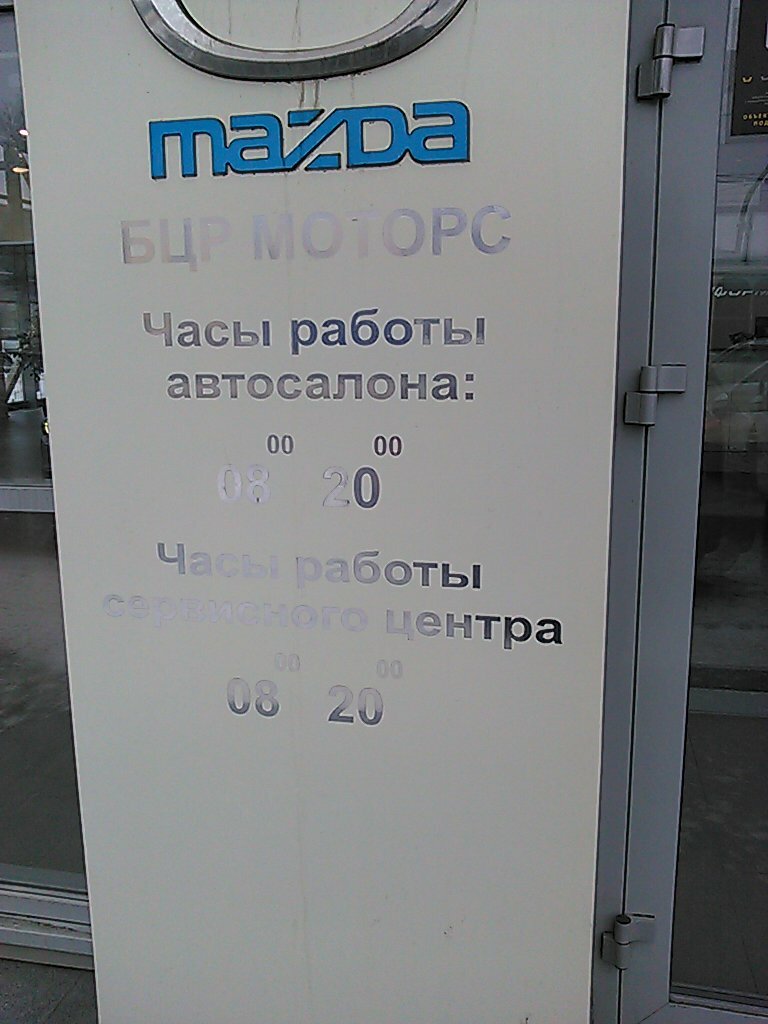 mazda
БЦР МОТОРС
Часы работы
автосалона:
08 00 20 00
Часы работы
сервисного центра
08 00 20 00